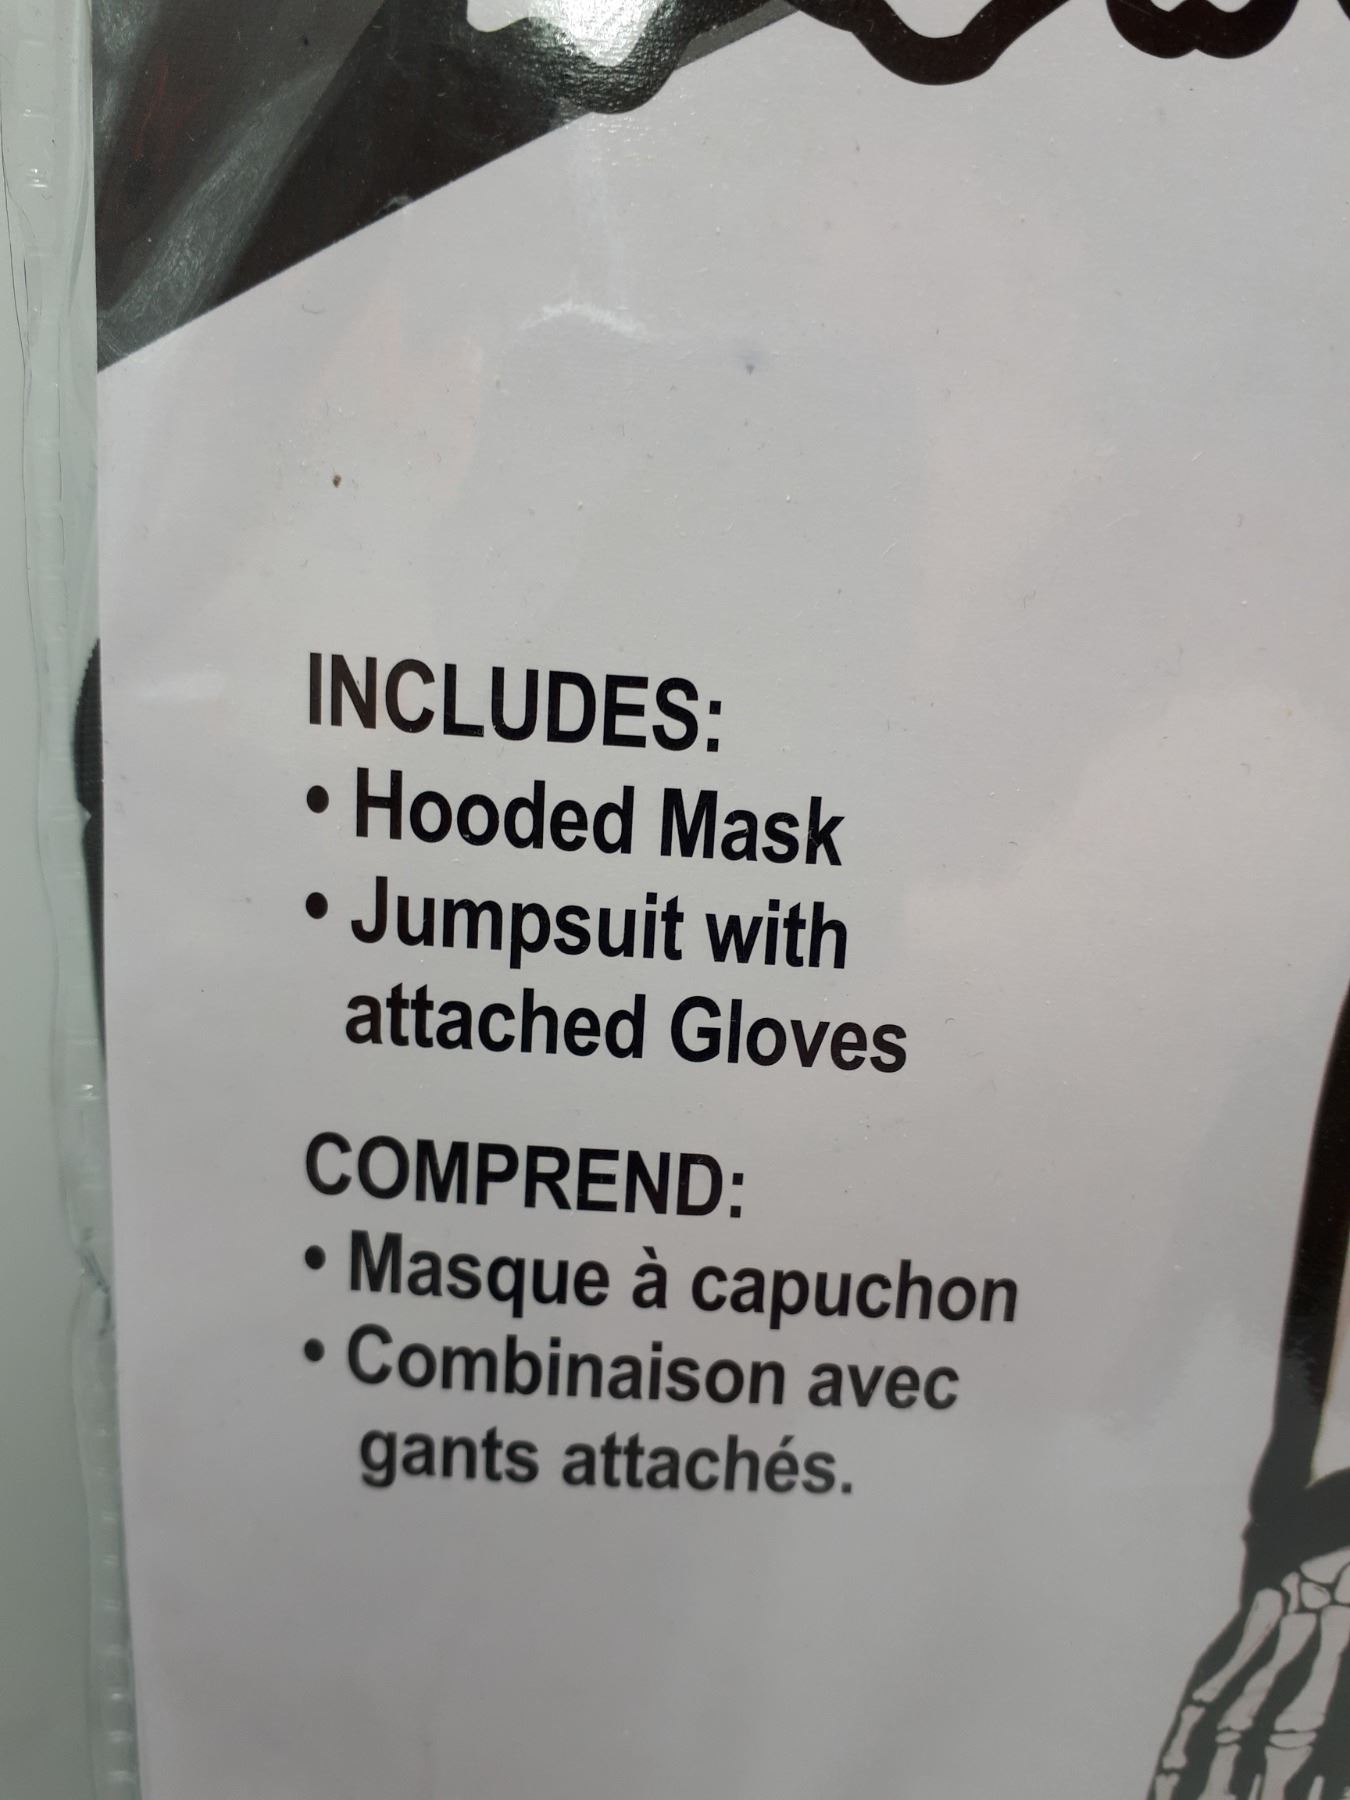 INCLUDES:
• Hooded Mask
• Jumpsuit with
attached Gloves
COMPREND:
• Masque à capuchon
• Combinaison avec
gants attachés.